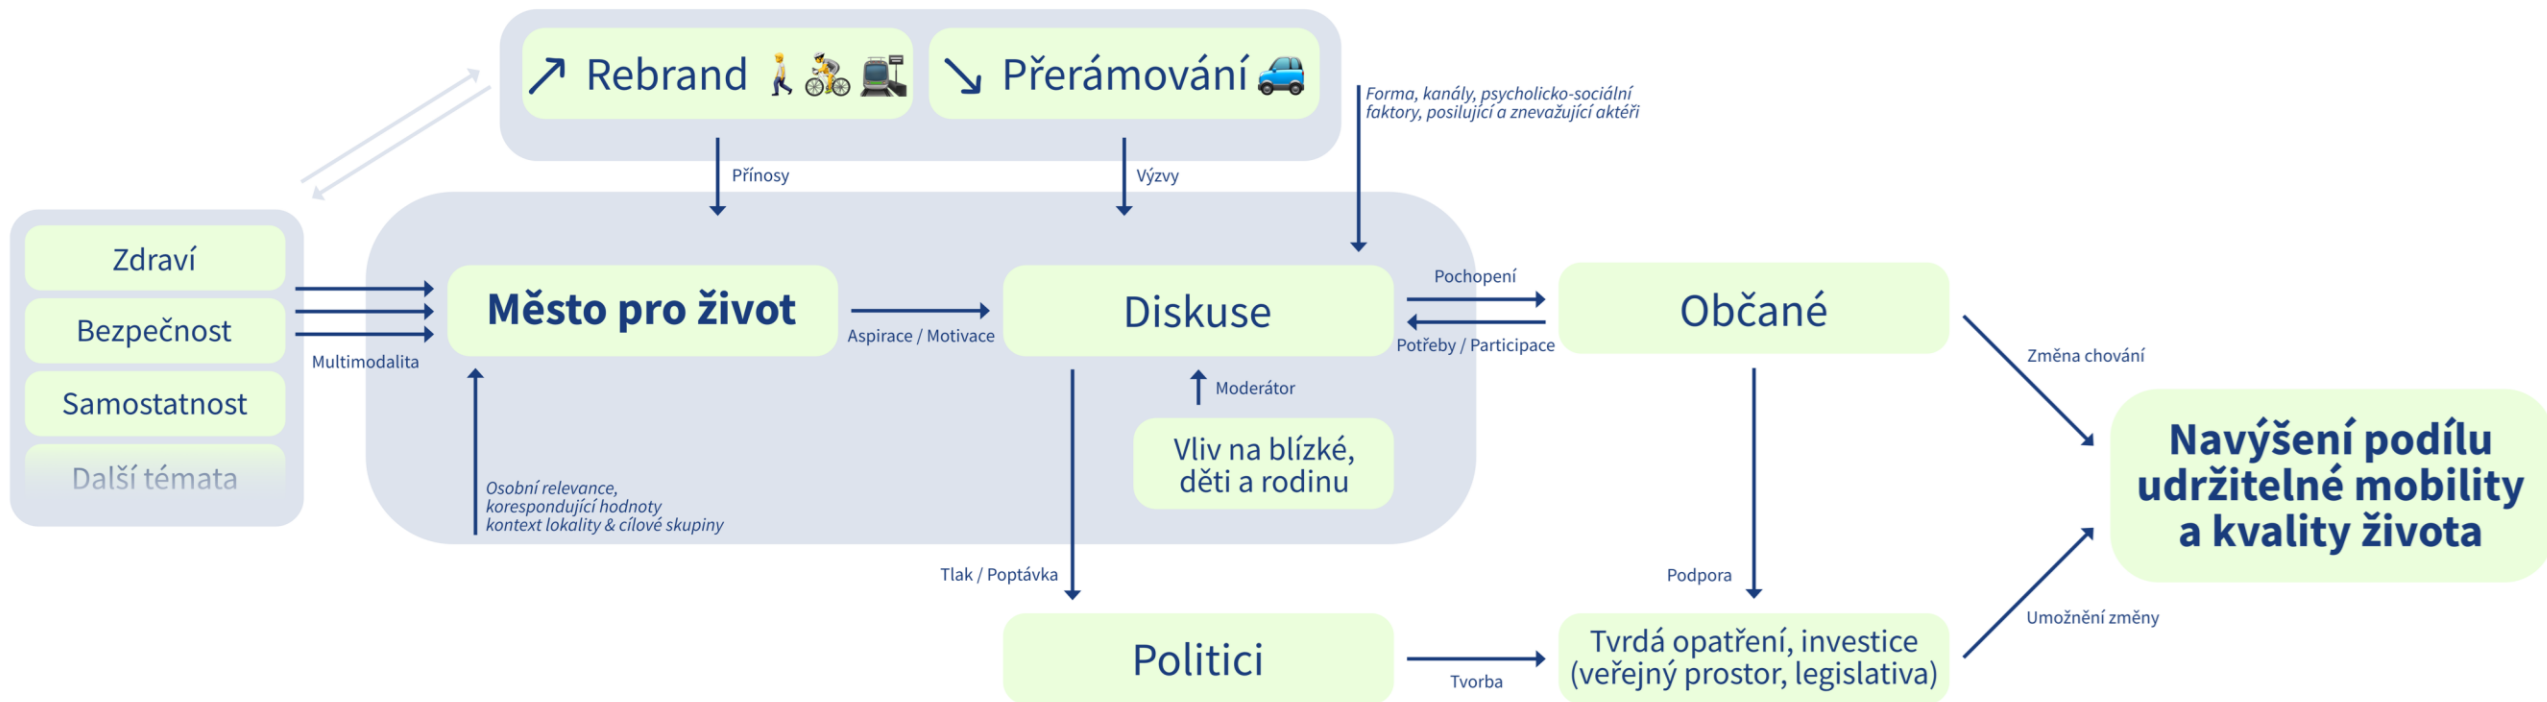 Rebrand
Přerámování
Forma, kanály, psycholicko-sociální
faktory, posilující a znevažující aktéři
Přínosy
Výzvy
Zdraví
Bezpečnost
Samostatnost
Další témata
Multimodalita
Město pro život
Aspirace / Motivace
Diskuse
Pochopení
Potřeby / Participace
Občané
Změna chování
Moderátor
Vliv na blízké,
děti a rodinu
Osobní relevance,
korespondující hodnoty
kontext lokality & cílové skupiny
Navýšení podílu
udržitelné mobility
a kvality života
Tlak / Poptávka
Podpora
Umožnění změny
Politici
Tvorba
Tvrdá opatření, investice
(veřejný prostor, legislativa)